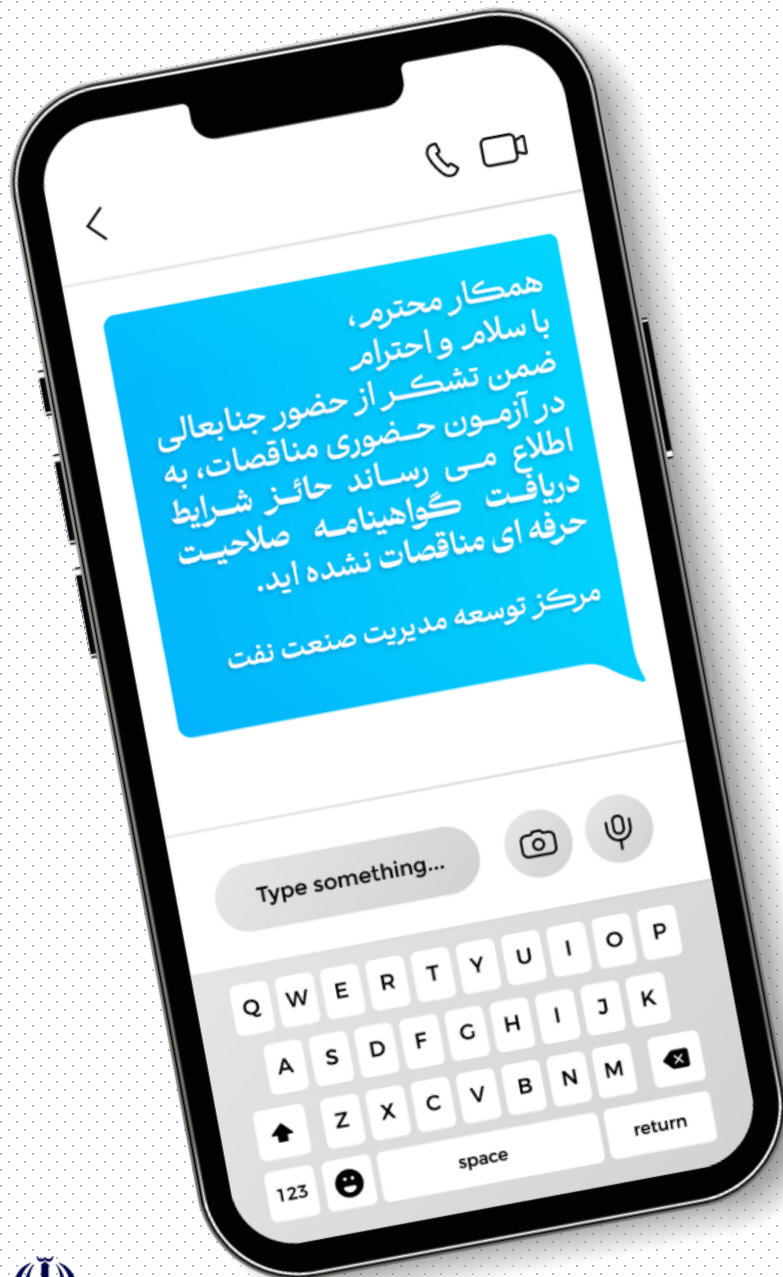 همکار محترم،
با سلام و احترام
ضمن تشکر از حضور جنابعالی
در آزمون حضوری مناقصات، به
اطلاع می رساند حائز شرایط
دریافت گواهینامه صلاحیت
حرفه ای مناقصات نشده اید.
مرکز توسعه مدیریت صنعت نفت
Type something...
Q W E R T Y U I O P
A S D F G H I J K
Z X C V B N M
123 space return